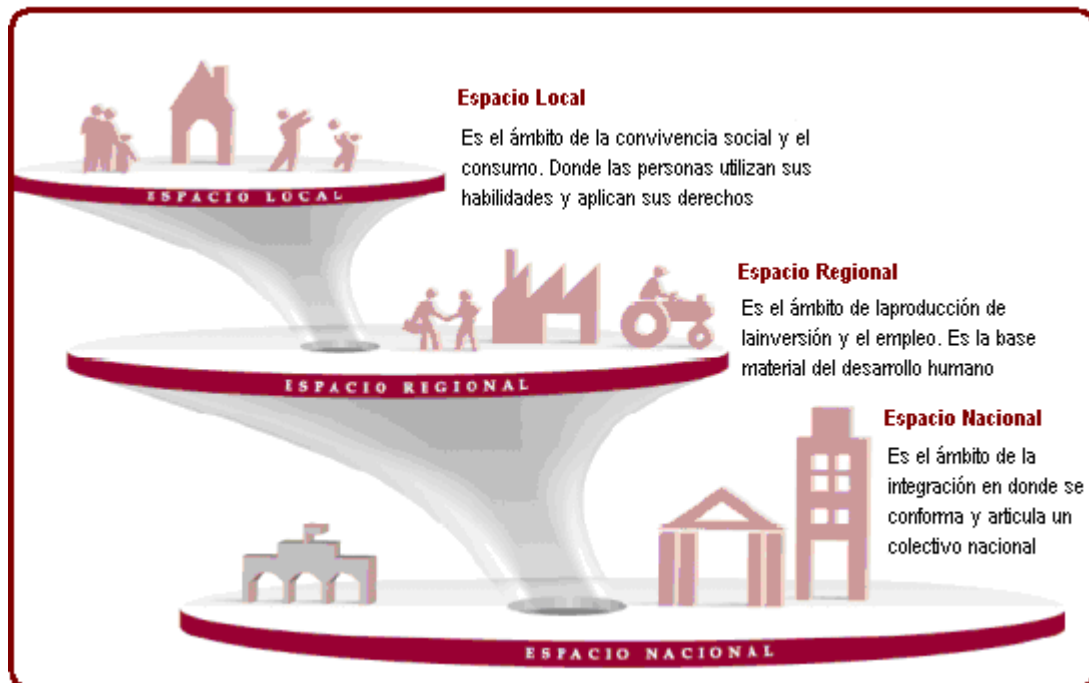 Espacio Local
Es el ámbito de la convivencia social y el
consumo. Donde las personas utilizan sus
habilidades y aplican sus derechos
ESPACIO LOCAL
Espacio Regional
Es el ámbito de laproducción de
lainversión y el empleo. Es la base
material del desarrollo humano
ESPACIO REGIONAL
Espacio Nacional
Es el ámbito de la
integración en donde se
conforma y articula un
colectivo nacional
ESPACIO NACIONAL